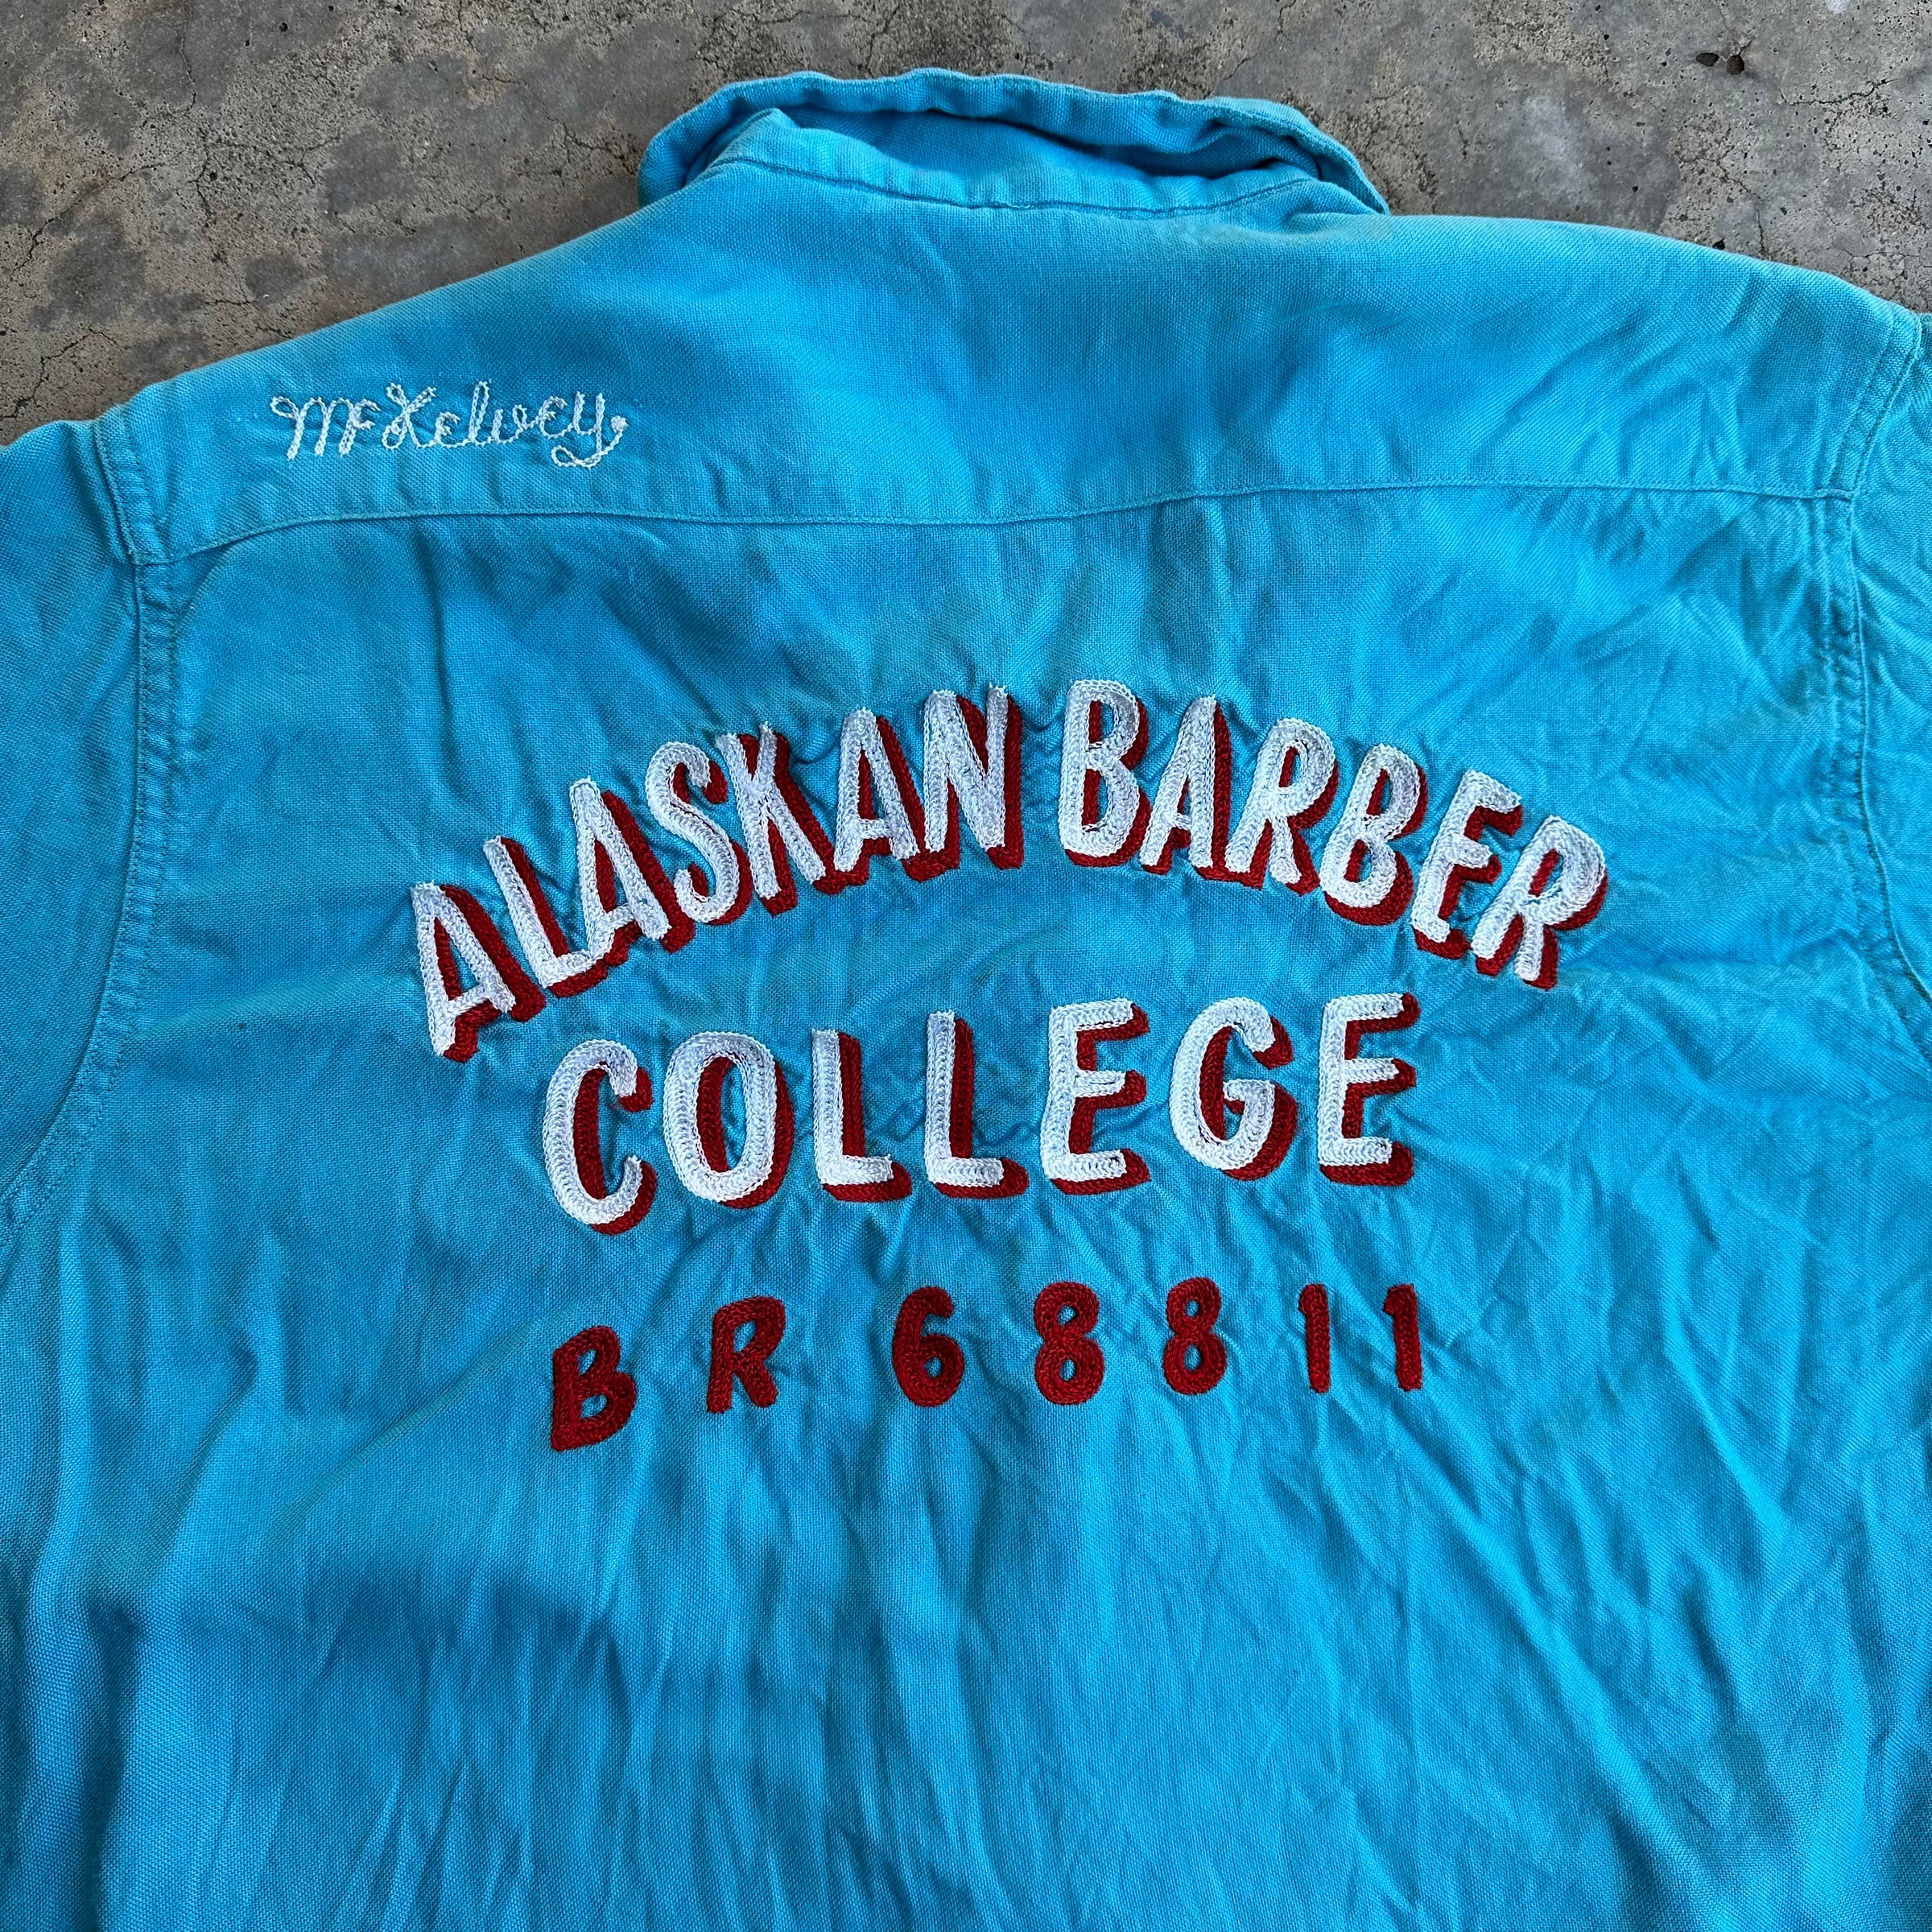 McKelvey
ALASKAN BARBER
COLLEGE
BR 68811